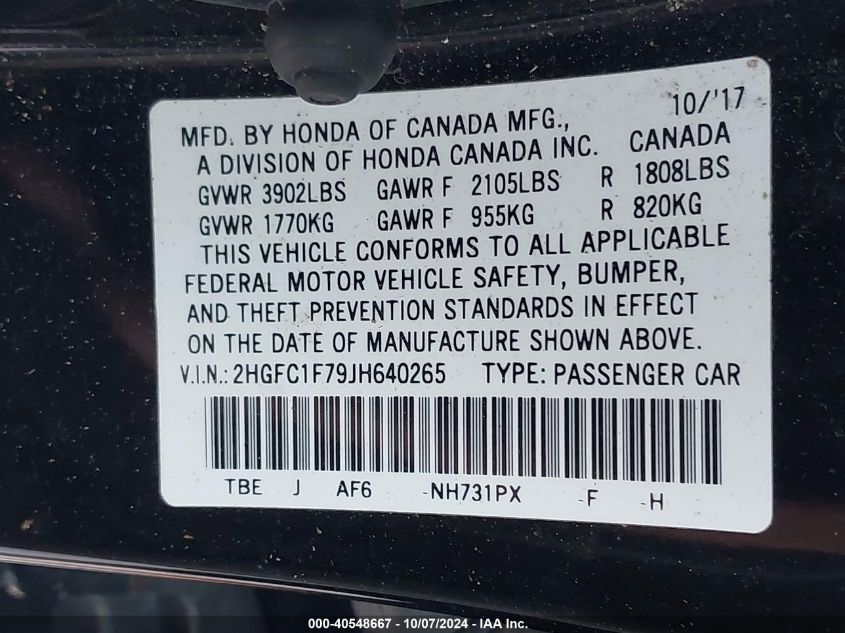 10/'17
MFD. BY HONDA OF CANADA MFG.,
A DIVISION OF HONDA CANADA INC. CANADA
GVWR 3902LBS GAWR F 2105LBS R 1808LBS
GVWR 1770KG GAWR F 955KG R 820KG
THIS VEHICLE CONFORMS TO ALL APPLICABLE
FEDERAL MOTOR VEHICLE SAFETY, BUMPER,
AND THEFT PREVENTION STANDARDS IN EFFECT
ON THE DATE OF MANUFACTURE SHOWN ABOVE.
V.I.N.: 2HGFC1F79JH640265 TYPE: PASSENGER CAR
TBE J AF6 -NH731PX -F -H
000-40548667 - 10/07/2024 - IAA Inc.